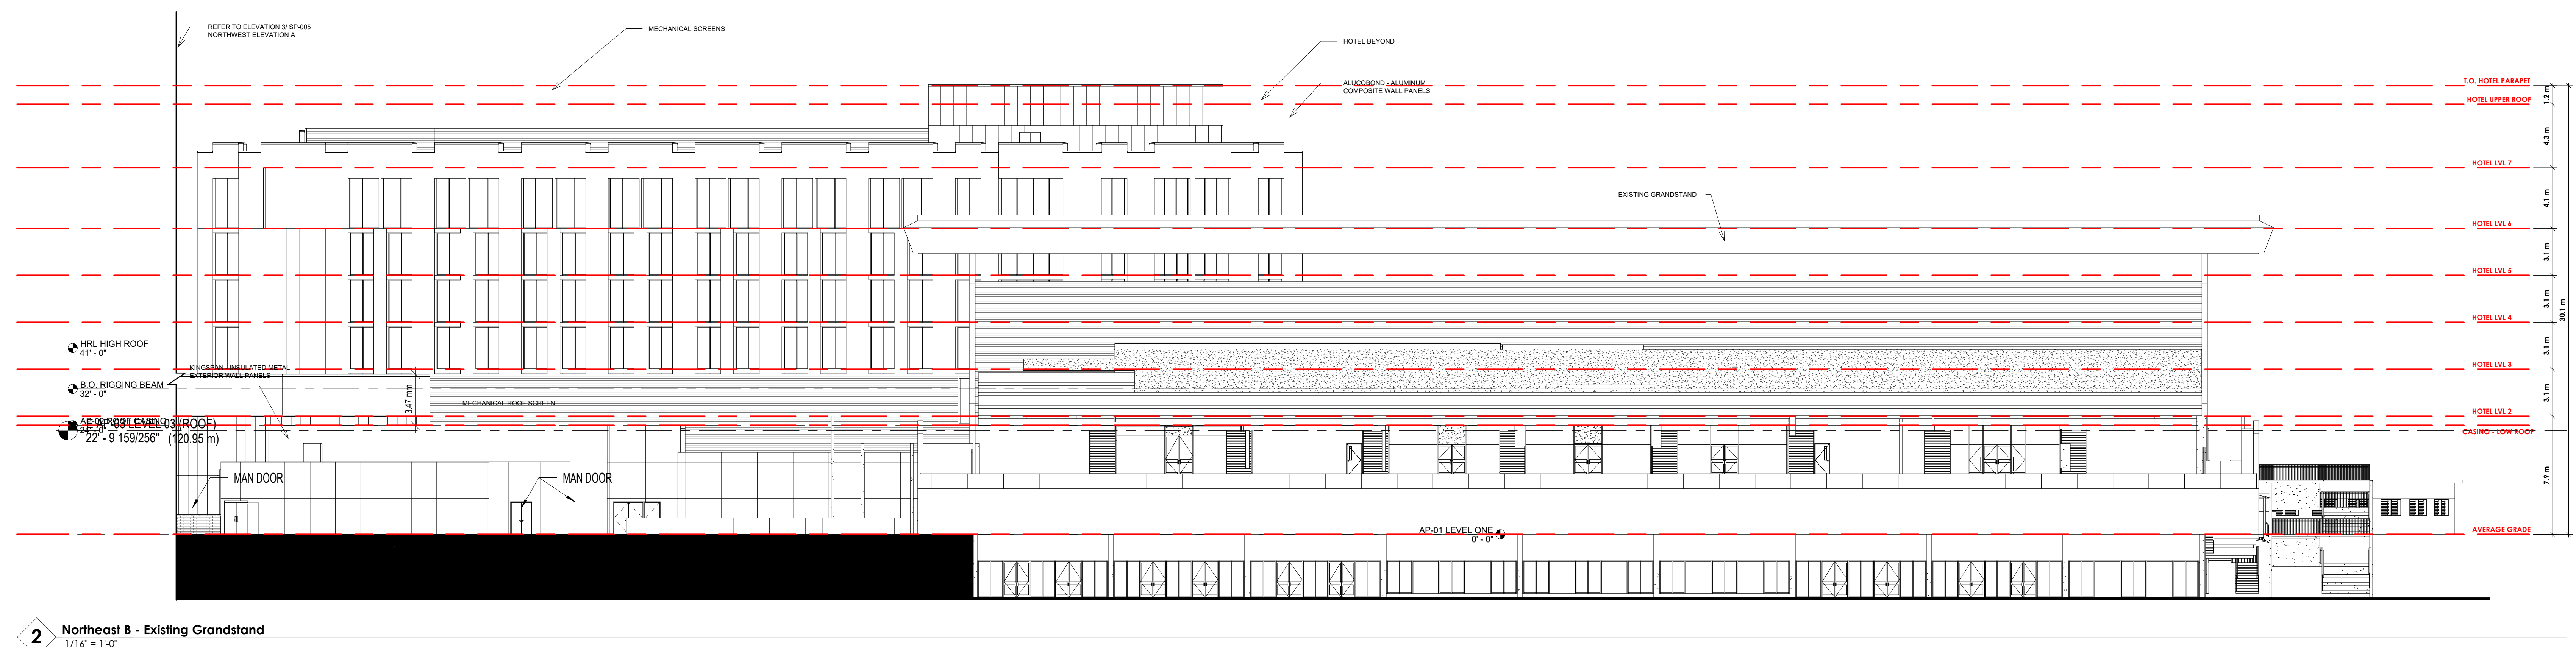 REFER TO ELEVATION 3/ SP-005
NORTHWEST ELEVATION A
MECHANICAL SCREENS
HOTEL BEYOND
ALUCOBOND - ALUMINUM
COMPOSITE WALL PANELS
EXISTING GRANDSTAND
T.O. HOTEL PARAPET
1.2 m
HOTEL UPPER ROOF
4.3 m
HOTEL LVL 7
4.1 m
HOTEL LVL 6
3.1 m
HOTEL LVL 5
3.1 m
30.1 m
HOTEL LVL 4
3.1 m
HOTEL LVL 3
3.1 m
HOTEL LVL 2
CASINO - LOW ROOF
7.9 m
AVERAGE GRADE
HRL HIGH ROOF
41' - 0"
KINGSPAN - INSULATED METAL
EXTERIOR WALL PANELS
B.O. RIGGING BEAM
32' - 0"
3.47 mm
MECHANICAL ROOF SCREEN
LEVEL 03 (ROOF)
22' - 9 159/256" (120.95 m)
MAN DOOR
MAN DOOR
AP-01 LEVEL ONE
0' - 0"
2
Northeast B - Existing Grandstand
1/16" = 1'-0"